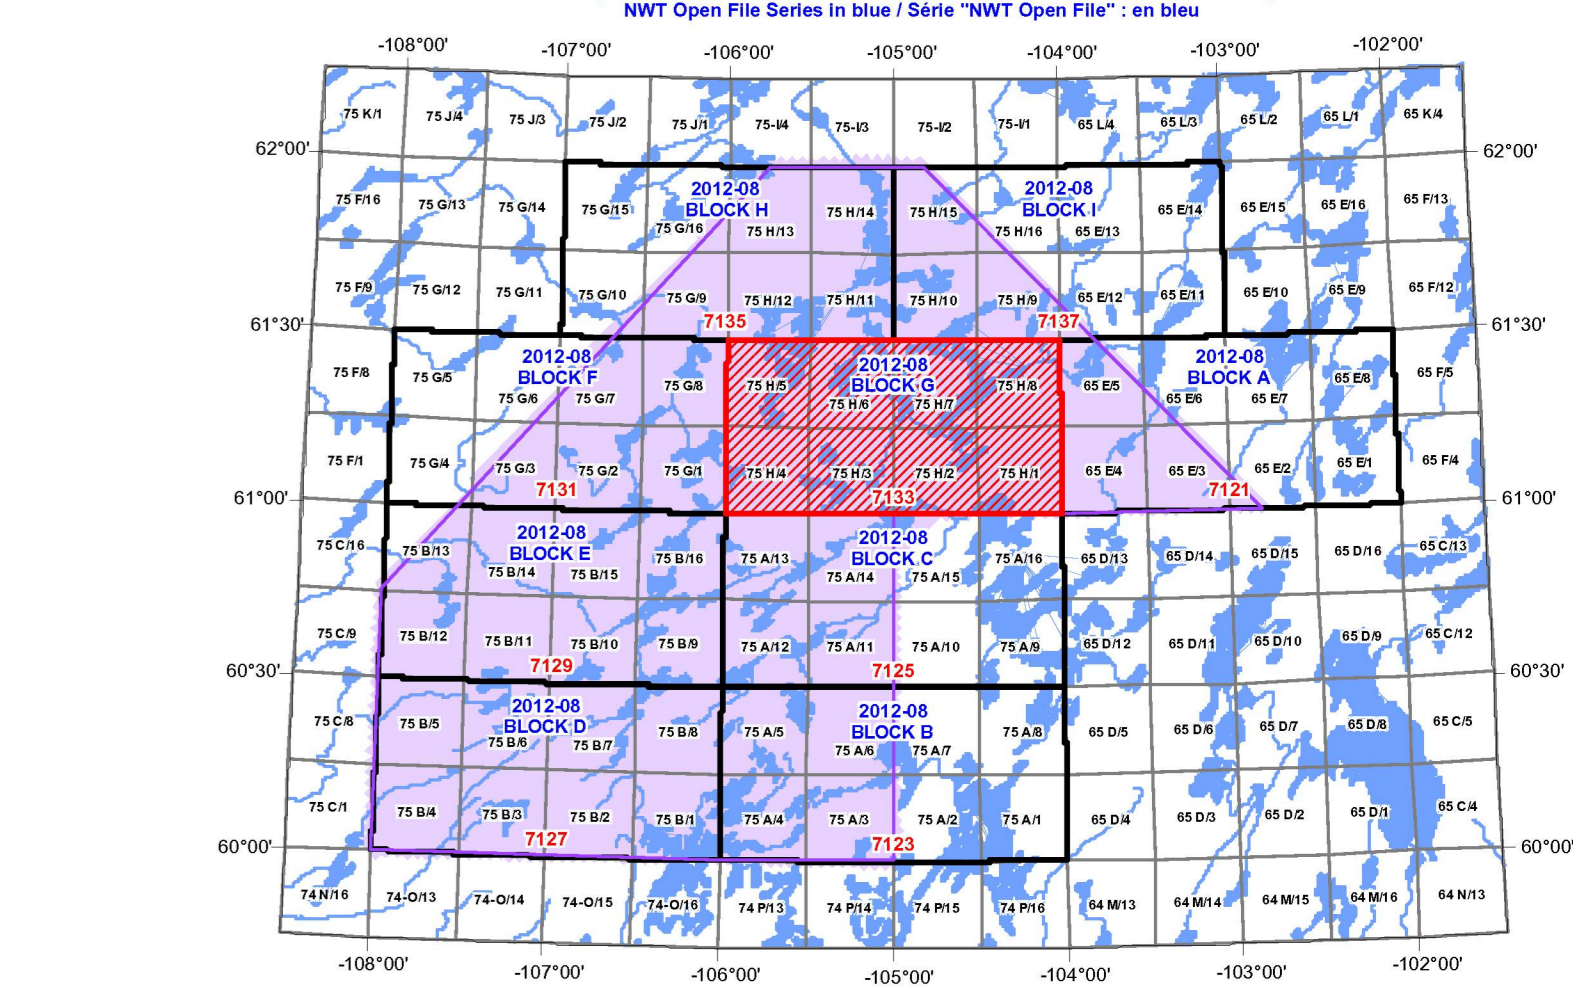 NWT Open File Series in blue / Série "NWT Open File" : en bleu
-108°00' -107°00' -106°00' -105°00' -104°00' -103°00' -102°00'
75 K/1 75 J/4 75 J/3 75 J/2 75 J/1 75-I/4 75-I/3 75-I/2 75-I/1 65 L/4 65 L/3 65 L/2 65 L/1 65 K/4
62°00' 62°00'
2012-08 2012-08
BLOCK H BLOCK I
75 F/16 75 G/13 75 G/14 75 G/15 75 H/14 75 H/15 65 E/14 65 E/15 65 E/16 65 F/13
75 G/16 75 H/13 75 H/16 65 E/13
75 F/9 75 G/12 75 G/11 75 G/10 75 G/9 75 H/12 75 H/11 75 H/10 75 H/9 65 E/12 65 E/11 65 E/10 65 E/9 65 F/12
61°30' 7135 7137 61°30'
2012-08 2012-08 2012-08
BLOCK F BLOCK G BLOCK A
75 F/8 75 G/5 75 G/8 75 H/5 75 H/8 65 E/5 65 E/8 65 F/5
75 G/6 75 G/7 75 H/6 75 H/7 65 E/6 65 E/7
75 F/1 75 G/4 75 G/3 75 G/2 75 G/1 75 H/4 75 H/3 75 H/2 75 H/1 65 E/4 65 E/3 65 E/2 65 E/1 65 F/4
61°00' 7131 7133 7121 61°00'
2012-08 2012-08
BLOCK E BLOCK C
75 C/16 75 B/13 75 B/16 75 A/13 75 A/16 65 D/13 65 D/14 65 D/15 65 D/16 65 C/13
75 B/14 75 B/15 75 A/14 75 A/15
75 C/9 75 B/12 75 B/11 75 B/10 75 B/9 75 A/12 75 A/11 75 A/10 75 A/9 65 D/12 65 D/11 65 D/10 65 D/9 65 C/12
60°30' 7129 7125 60°30'
2012-08 2012-08
BLOCK D BLOCK B
75 C/8 75 B/5 75 B/8 75 A/5 75 A/8 65 D/5 65 D/6 65 D/7 65 D/8 65 C/5
75 B/6 75 B/7 75 A/6 75 A/7
75 C/1 75 B/4 75 B/3 75 B/2 75 B/1 75 A/4 75 A/3 75 A/2 75 A/1 65 D/4 65 D/3 65 D/2 65 D/1 65 C/4
60°00' 7127 7123 60°00'
74 N/16 74-O/13 74-O/14 74-O/15 74-O/16 74 P/13 74 P/14 74 P/15 74 P/16 64 M/13 64 M/14 64 M/15 64 M/16 64 N/13
-108°00' -107°00' -106°00' -105°00' -104°00' -103°00' -102°00'